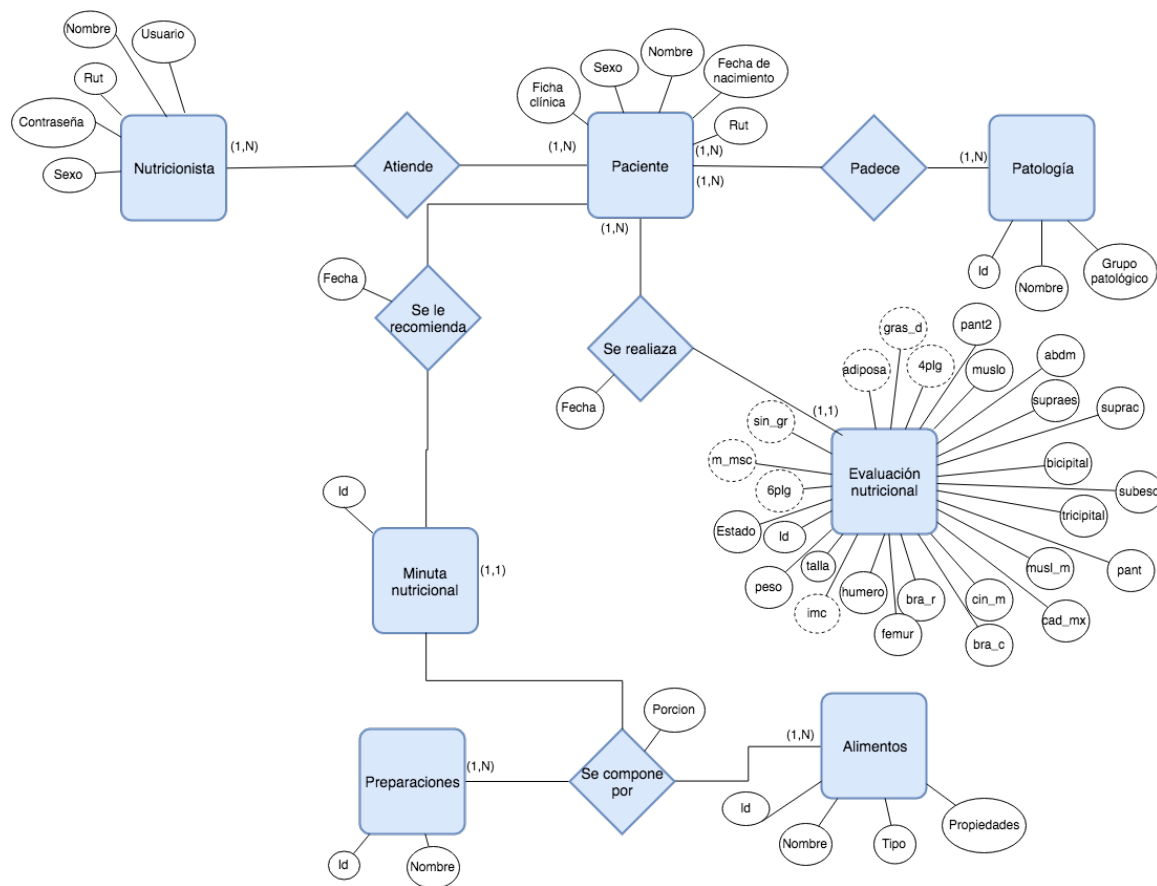 Nombre
Usuario
Rut
Contraseña
Sexo
Nutricionista
(1,N)
Atiende
(1,N)
Ficha
clínica
Sexo
Nombre
Fecha de
nacimiento
Rut
Paciente
(1,N)
(1,N)
(1,N)
Padece
(1,N)
Patología
Id
Nombre
Grupo
patológico
Fecha
Se le
recomienda
Se realiaza
Fecha
(1,1)
gras_d
pant2
adiposa
4plg
muslo
abdm
supraes
suprac
sin_gr
m_msc
6plg
Evaluación
nutricional
bicipital
subesc
tricipital
Estado
Id
talla
peso
imc
humero
bra_r
femur
cin_m
bra_c
musl_m
pant
cad_mx
Id
Minuta
nutricional
(1,1)
Porcion
Se compone
por
Preparaciones
(1,N)
Id
Nombre
(1,N)
Alimentos
Id
Nombre
Tipo
Propiedades